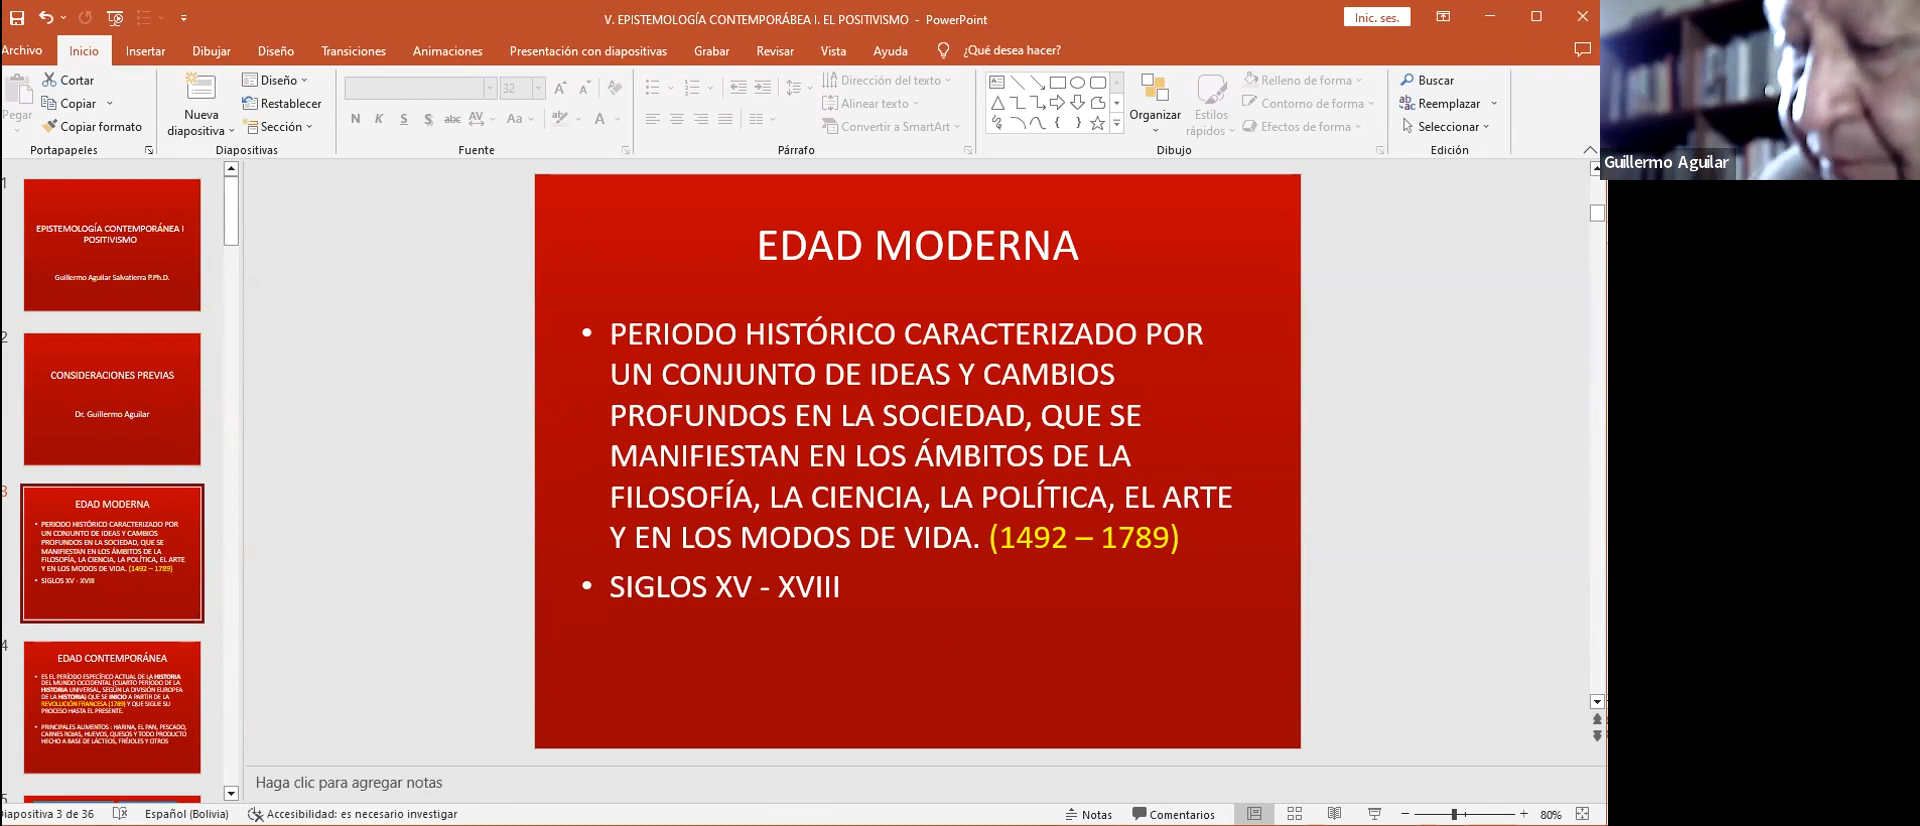 V. EPISTEMOLOGÍA CONTEMPORÁBEA I. EL POSITIVISMO - PowerPoint
Inic. ses.
Archivo Inicio Insertar Dibujar Diseño Transiciones Animaciones Presentación con diapositivas Grabar Revisar Vista Ayuda ¿Qué desea hacer?
Pegar
Cortar
Copiar
Copiar formato
Portapapeles
Nueva
diapositiva
Diseño
Restablecer
Sección
Diapositivas
32
N K S S abc AV Aa A
Fuente
Dirección del texto
Alinear texto
Convertir a SmartArt
Párrafo
Organizar
Estilos
rápidos
Relleno de forma
Contorno de forma
Efectos de forma
Dibujo
Buscar
Reemplazar
Seleccionar
Edición
Guillermo Aguilar
1
EPISTEMOLOGÍA CONTEMPORÁNEA I
POSITIVISMO
Guillermo Aguilar Salvatierra P.Ph.D.
2
CONSIDERACIONES PREVIAS
Dr. Guillermo Aguilar
3
EDAD MODERNA
• PERIODO HISTÓRICO CARACTERIZADO POR
UN CONJUNTO DE IDEAS Y CAMBIOS
PROFUNDOS EN LA SOCIEDAD, QUE SE
MANIFIESTAN EN LOS ÁMBITOS DE LA
FILOSOFÍA, LA CIENCIA, LA POLÍTICA, EL ARTE
Y EN LOS MODOS DE VIDA. (1492 – 1789)
• SIGLOS XV - XVIII
4
EDAD CONTEMPORÁNEA
• ES EL PERÍODO ESPECÍFICO ACTUAL DE LA HISTORIA
DEL MUNDO OCCIDENTAL (CUARTO PERIODO DE LA
HISTORIA UNIVERSAL, SEGÚN LA DIVISIÓN EUROPEA
DE LA HISTORIA) QUE SE INICIO A PARTIR DE LA
REVOLUCIÓN FRANCESA (1789) Y QUE SIGUE SU
PROCESO HASTA EL PRESENTE.
• PRINCIPALES ALIMENTOS : HARINA, EL PAN, PESCADO,
CARNES ROJAS, HUEVOS, QUESOS Y TODO PRODUCTO
HECHO A BASE DE LÁCTEOS, FRÉJOLES Y OTROS
5
EDAD MODERNA
• PERIODO HISTÓRICO CARACTERIZADO POR
UN CONJUNTO DE IDEAS Y CAMBIOS
PROFUNDOS EN LA SOCIEDAD, QUE SE
MANIFIESTAN EN LOS ÁMBITOS DE LA
FILOSOFÍA, LA CIENCIA, LA POLÍTICA, EL ARTE
Y EN LOS MODOS DE VIDA. (1492 – 1789)
• SIGLOS XV - XVIII
Haga clic para agregar notas
iapositiva 3 de 36 Español (Bolivia) Accesibilidad: es necesario investigar Notas Comentarios 80%